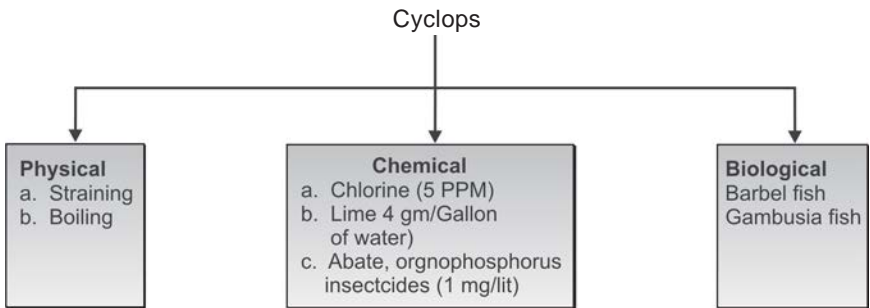 Cyclops
Physical
a. Straining
b. Boiling
Chemical
a. Chlorine (5 PPM)
b. Lime 4 gm/Gallon
of water)
c. Abate, orgnophosphorus
insectcides (1 mg/lit)
Biological
Barbel fish
Gambusia fish